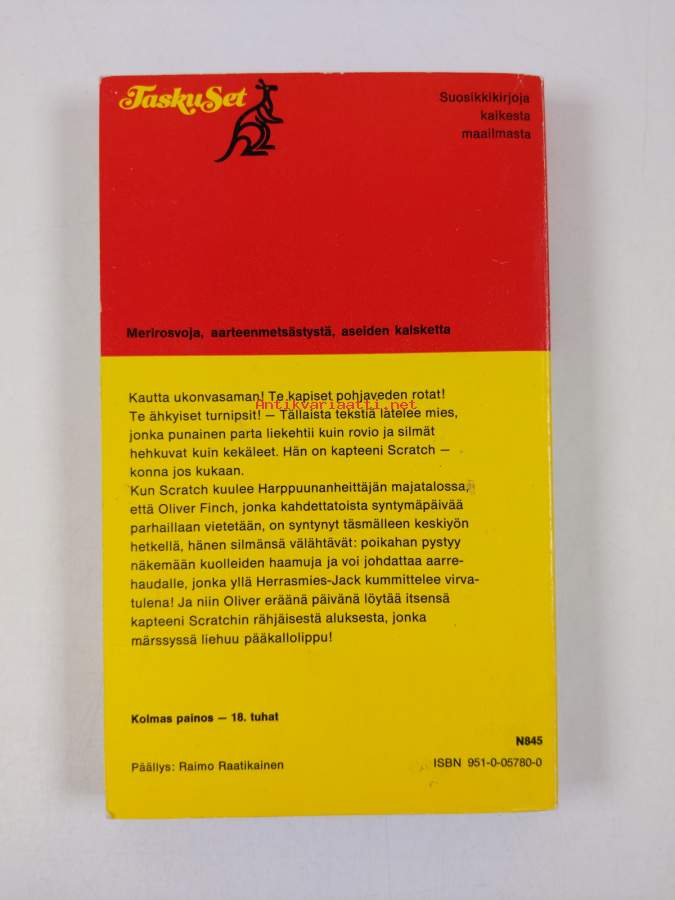 TaskuSet
Suosikkikirjoja
kaikesta
maailmasta
Merirosvoja, aarteenmetsästystä, aseiden kalsketta
Kautta ukonvasaman! Te kapiset pohjaveden rotat!
Antikvariaatti.net
Te ähkyiset turnipsit! – Tällaista tekstiä latelee mies,
jonka punainen parta liekehtii kuin rovio ja silmät
hehkuvat kuin kekäleet. Hän on kapteeni Scratch –
konna jos kukaan.
Kun Scratch kuulee Harppuunanheittäjän majatalossa,
että Oliver Finch, jonka kahdettatoista syntymäpäivää
parhaillaan vietetään, on syntynyt täsmälleen keskiyön
hetkellä, hänen silmänsä välähtävät: poikahan pystyy
näkemään kuolleiden haamuja ja voi johdattaa aarre-
haudalle, jonka yllä Herrasmies-Jack kummittelee virva-
tulena! Ja niin Oliver eräänä päivänä löytää itsensä
kapteeni Scratchin rähjäisestä aluksesta, jonka
märssyssä liehuu pääkallolippu!
Kolmas painos – 18. tuhat
N845
Päällys: Raimo Raatikainen
ISBN 951-0-05780-0